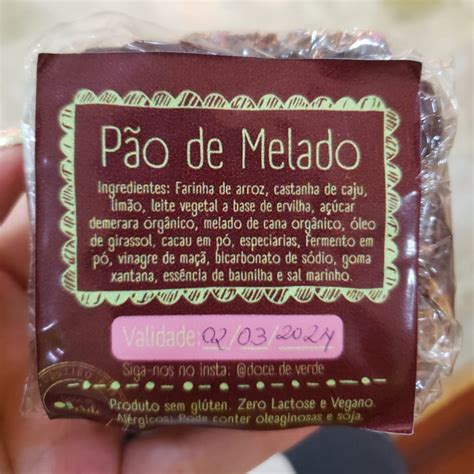 Pão de Melado
Ingredientes: Farinha de arroz, castanha de caju,
limão, leite vegetal a base de ervilha, açúcar
demerara orgânico, melado de cana orgânico, óleo
de girassol, cacau em pó, especiarias, Fermento em
pó, vinagre de maçã, bicarbonato de sódio, goma
xantana, essência de baunilha e sal marinho.
Validade: 02/03/2024
Siga-nos no insta: @doce de verde
Produto sem glúten. Zero Lactose e Vegano.
Alérgicos: Pode conter oleaginosas e soja.